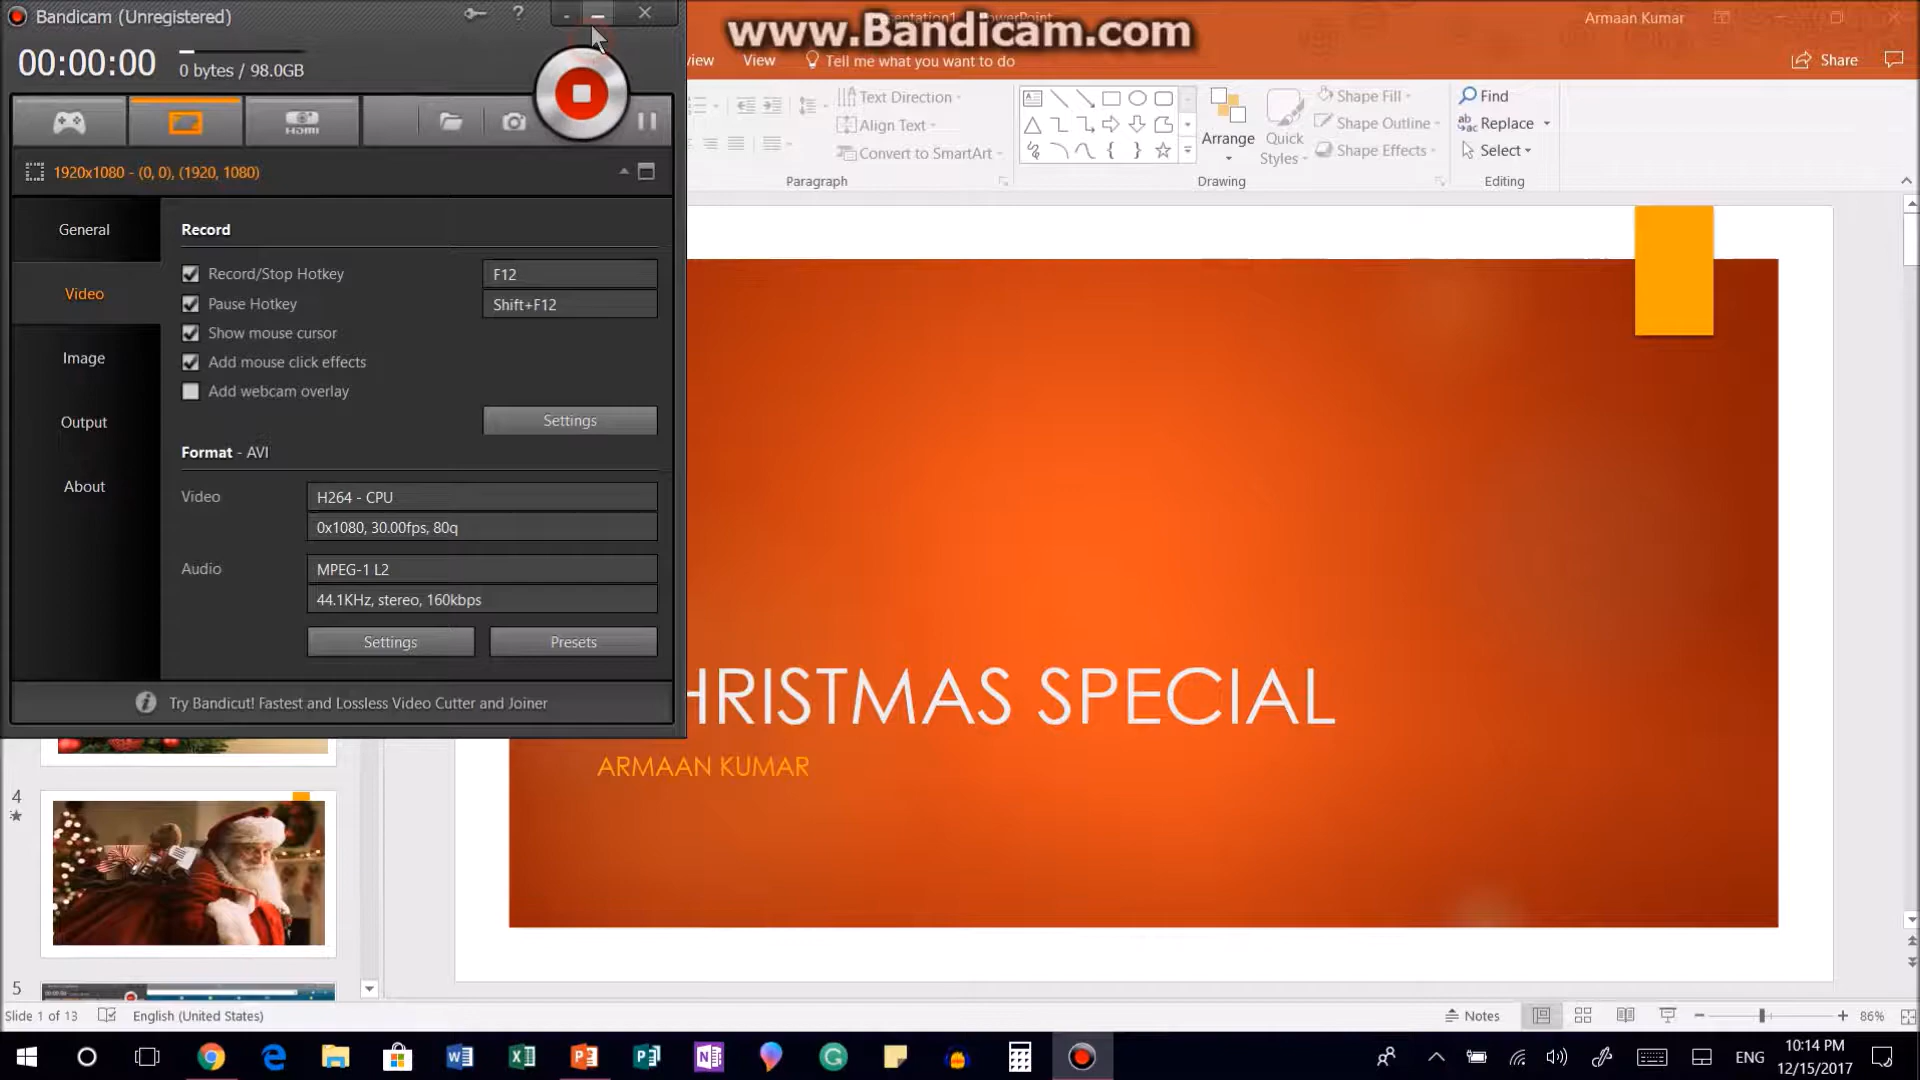 Bandicam (Unregistered)
?
www.Bandicam.com
Armaan Kumar
00:00:00
0 bytes / 98.0GB
View
Tell me what you want to do
Share
HDMI
Text Direction
Align Text
Convert to SmartArt
Arrange
Quick
Styles
Shape Fill
Shape Outline
Shape Effects
Find
Replace
Select
Paragraph
Drawing
Editing
1920x1080 - (0, 0), (1920, 1080)
General
Video
Image
Output
About
Record
Record/Stop Hotkey
F12
Pause Hotkey
Shift+F12
Show mouse cursor
Add mouse click effects
Add webcam overlay
Settings
Format - AVI
Video
H264 - CPU
0x1080, 30.00fps, 80q
Audio
MPEG-1 L2
44.1KHz, stereo, 160kbps
Settings
Presets
Try Bandicut! Fastest and Lossless Video Cutter and Joiner
HRISTMAS SPECIAL
ARMAAN KUMAR
4
5
Slide 1 of 13
English (United States)
Notes
86%
ENG
10:14 PM
12/15/2017